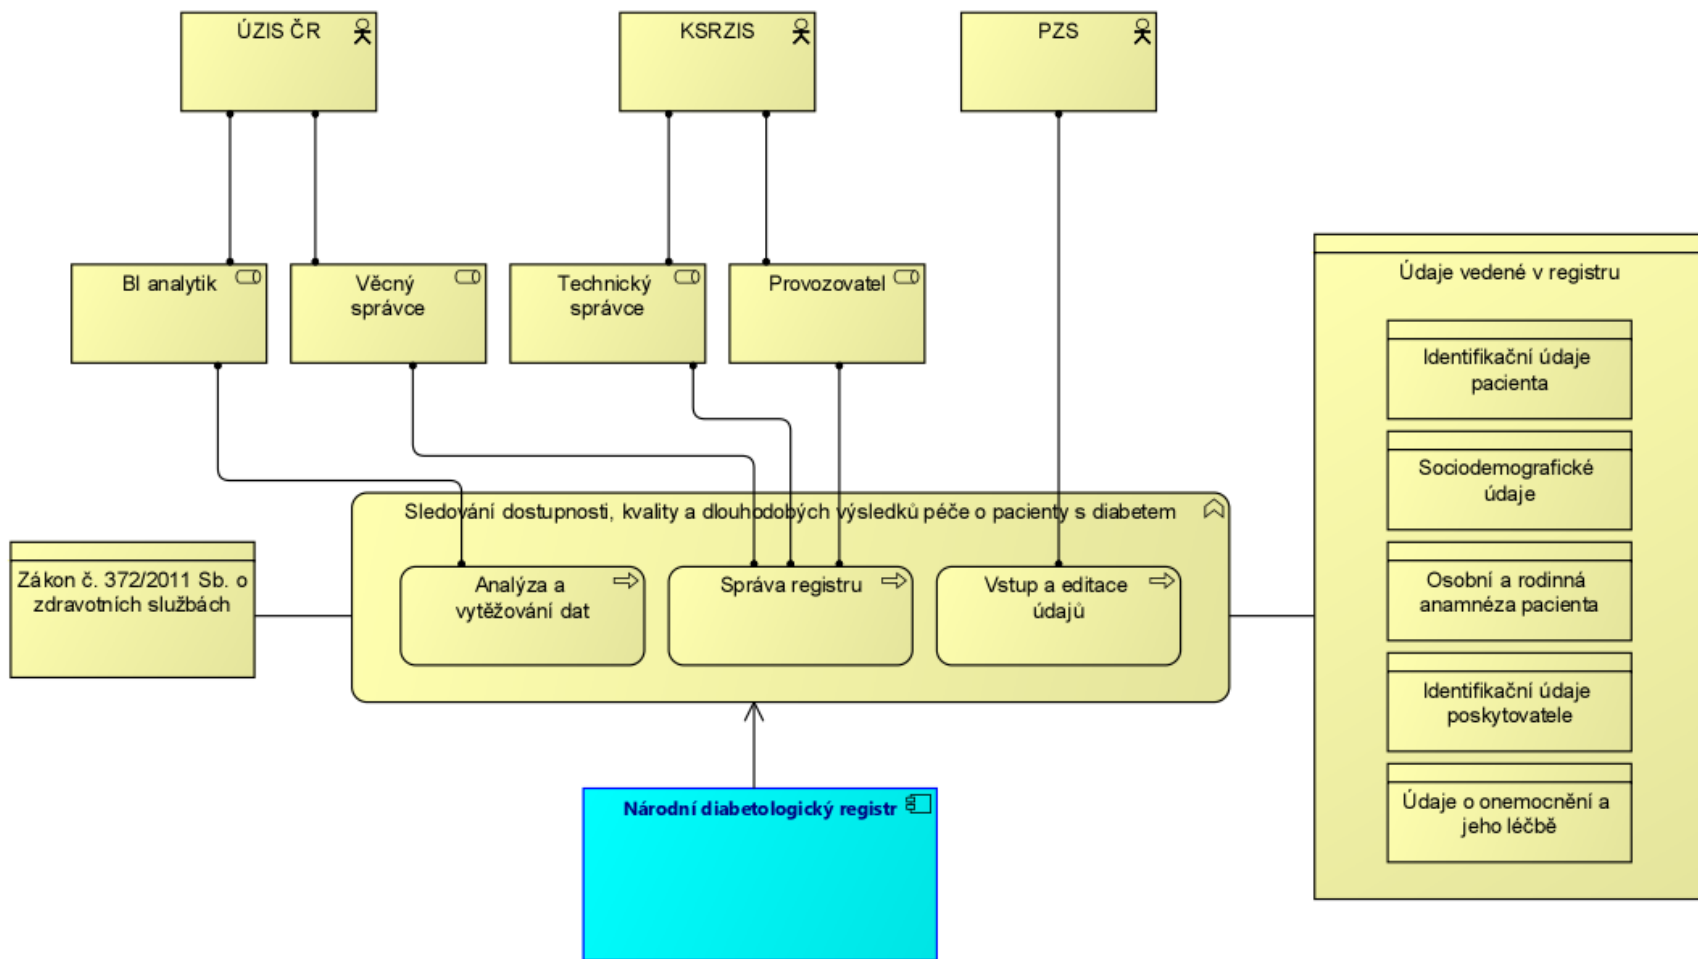 ÚZIS ČR
KSRZIS
PZS
BI analytik
Věcný
správce
Technický
správce
Provozovatel
Údaje vedené v registru
Identifikační údaje
pacienta
Sociodemografické
údaje
Osobní a rodinná
anamnéza pacienta
Identifikační údaje
poskytovatele
Údaje o onemocnění a
jeho léčbě
Sledování dostupnosti, kvality a dlouhodobých výsledků péče o pacienty s diabetem
Zákon č. 372/2011 Sb. o
zdravotních službách
Analýza a
vytěžování dat
Správa registru
Vstup a editace
údajů
Národní diabetologický registr